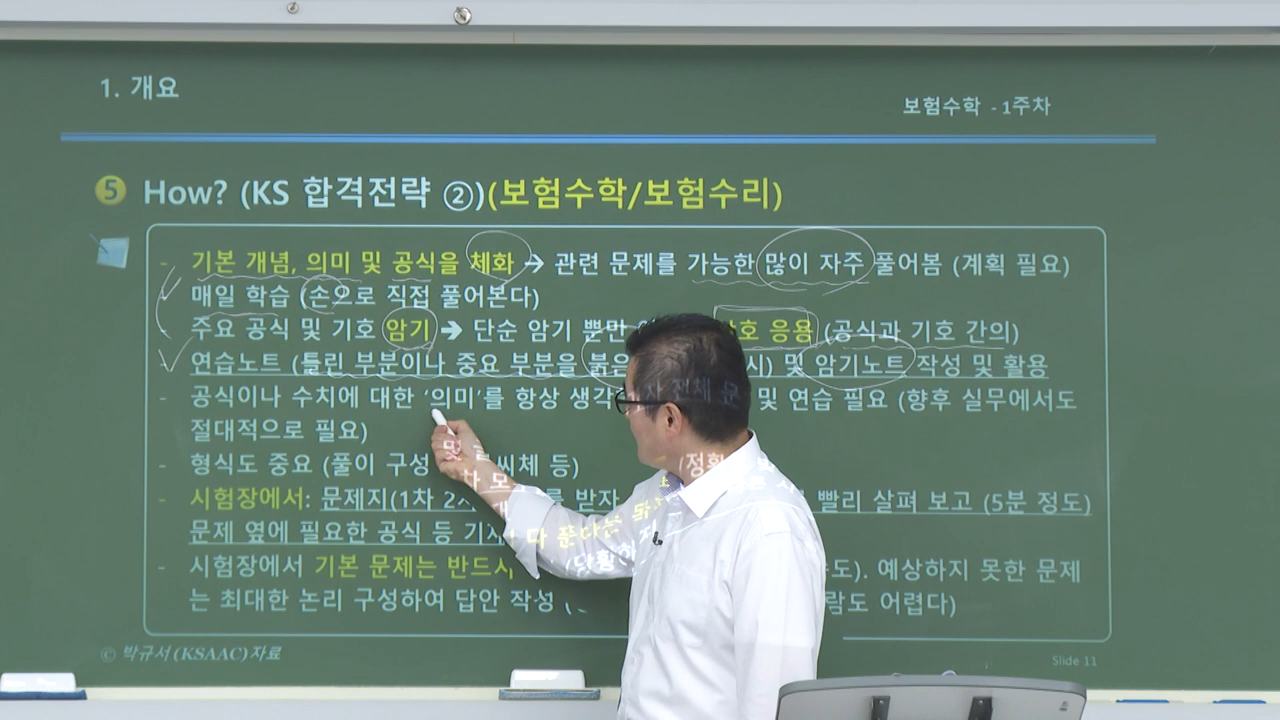 1. 개요
보험수학 - 1주차
5 How? (KS 합격전략 ②)(보험수학/보험수리)
- 기본 개념, 의미 및 공식을 체화 → 관련 문제를 가능한 많이 자주 풀어봄 (계획 필요)
매일 학습 (손으로 직접 풀어본다)
- 주요 공식 및 기호 암기 → 단순 암기 뿐만 응용 (공식과 기호 간의)
- 연습노트 (틀린 부분이나 중요 부분을 붉은 시) 및 암기노트 작성 및 활용
- 공식이나 수치에 대한 '의미'를 항상 생각 및 연습 필요 (향후 실무에서도
절대적으로 필요)
- 형식도 중요 (풀이 구성 및 글씨체 등)
- 시험장에서: 문제지(1차 를 받자 빨리 살펴 보고 (5분 정도)
문제 옆에 필요한 공식 등
- 시험장에서 기본 문제는 반드시 도). 예상하지 못한 문제
는 최대한 논리 구성하여 답안 작성 어렵다)
© 박규서(KSAAC)자료
Slide 11